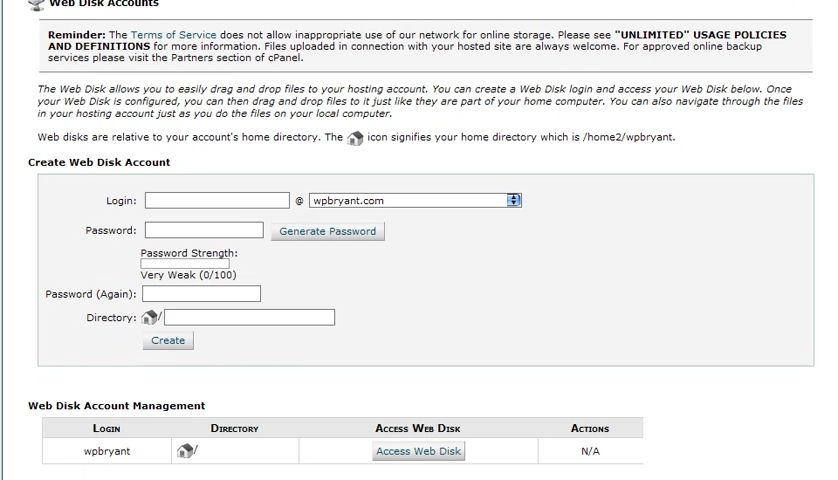 Web Disk Accounts
Reminder: The Terms of Service does not allow inappropriate use of our network for online storage. Please see "UNLIMITED" USAGE POLICIES
AND DEFINITIONS for more information. Files uploaded in connection with your hosted site are always welcome. For approved online backup
services please visit the Partners section of cPanel.
The Web Disk allows you to easily drag and drop files to your hosting account. You can create a Web Disk login and access your Web Disk below. Once
your Web Disk is configured, you can then drag and drop files to it just like they are part of your home computer. You can also navigate through the files
in your hosting account just as you do the files on your local computer.
Web disks are relative to your account's home directory. The icon signifies your home directory which is /home2/wpbryant.
Create Web Disk Account
Login: @ wpbryant.com
Password: Generate Password
Password Strength:
Very Weak (0/100)
Password (Again):
Directory: /
Create
Web Disk Account Management
LOGIN DIRECTORY ACCESS WEB DISK ACTIONS
wpbryant / Access Web Disk N/A